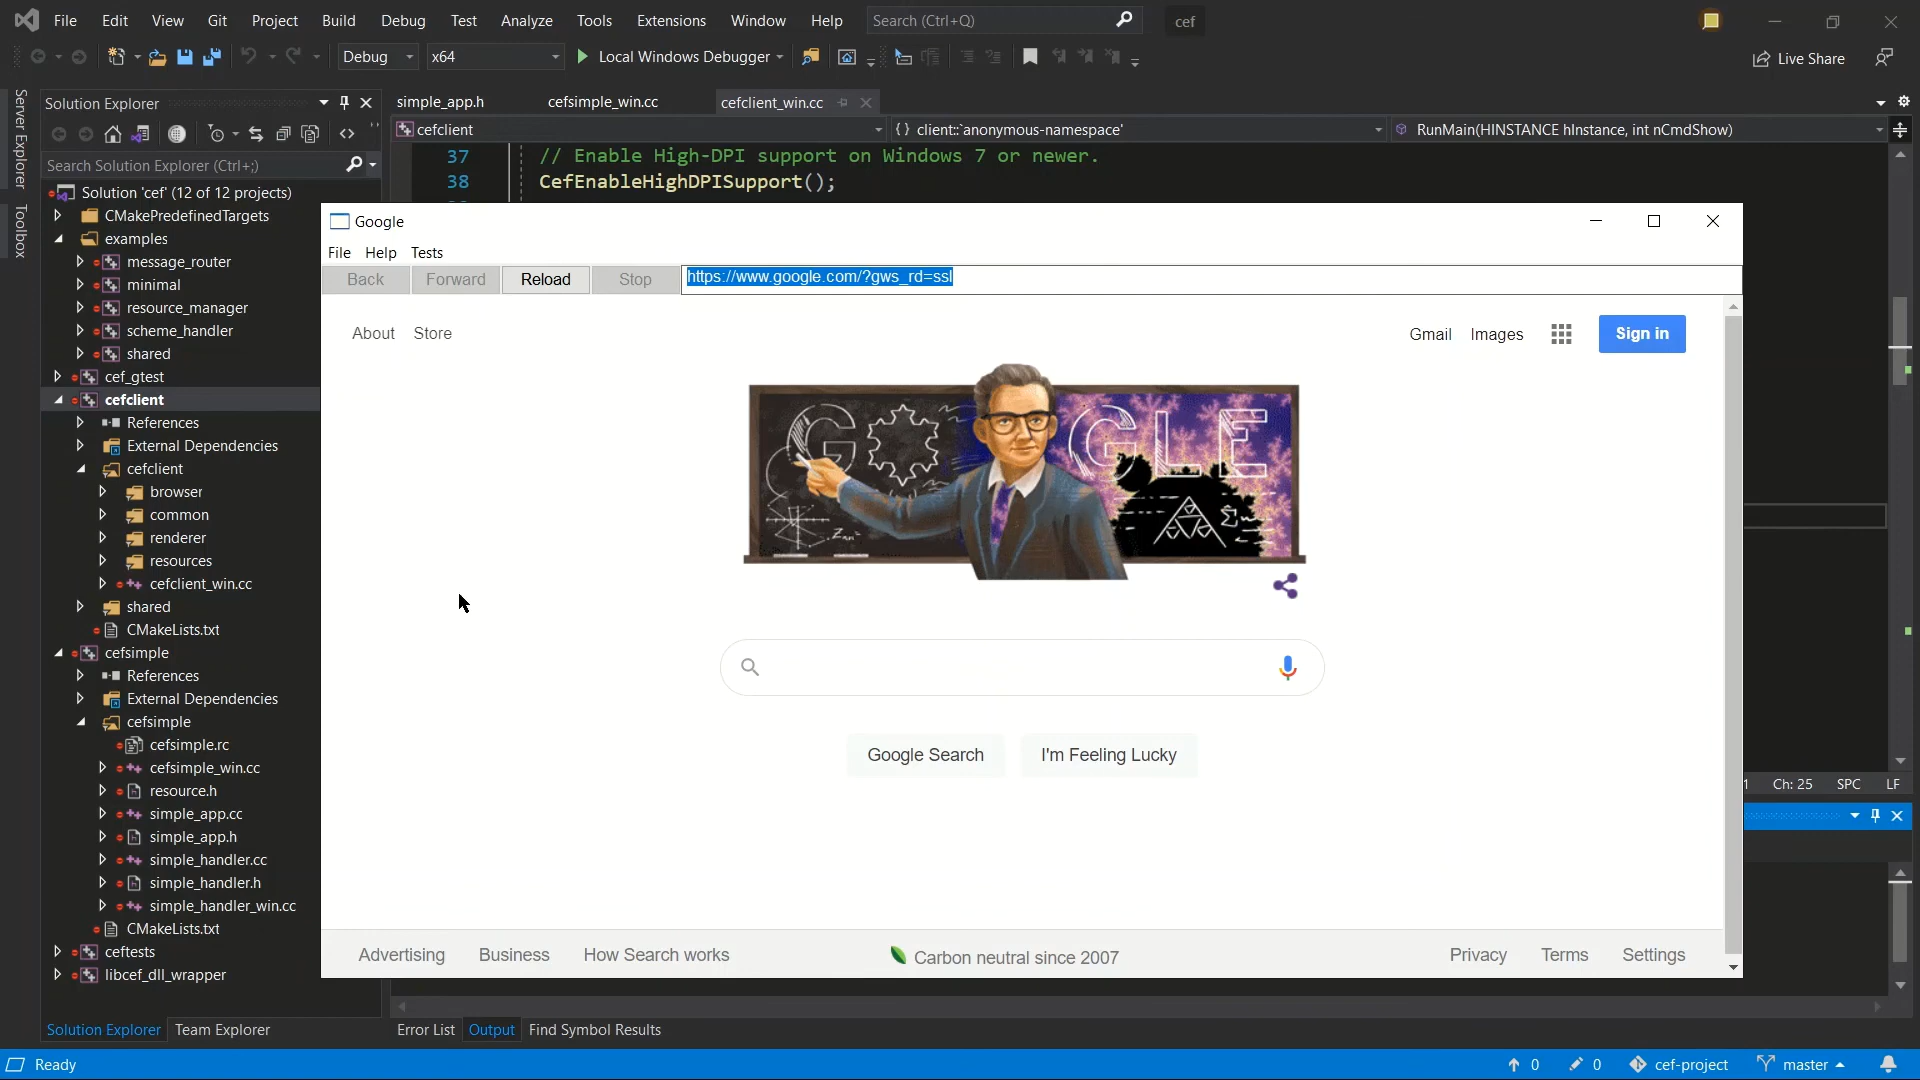 File Edit View Git Project Build Debug Test Analyze Tools Extensions Window Help Search (Ctrl+Q) cef
Debug x64 Local Windows Debugger Live Share
Server Explorer
Toolbox
Solution Explorer
Search Solution Explorer (Ctrl+;)
Solution 'cef' (12 of 12 projects)
CMakePredefinedTargets
examples
message_router
minimal
resource_manager
scheme_handler
shared
cef_gtest
cefclient
References
External Dependencies
cefclient
browser
common
renderer
resources
cefclient_win.cc
shared
CMakeLists.txt
cefsimple
References
External Dependencies
cefsimple
cefsimple.rc
cefsimple_win.cc
resource.h
simple_app.cc
simple_app.h
simple_handler.cc
simple_handler.h
simple_handler_win.cc
CMakeLists.txt
ceftests
libcef_dll_wrapper
Solution Explorer Team Explorer
simple_app.h cefsimple_win.cc cefclient_win.cc
cefclient {} client::`anonymous-namespace' RunMain(HINSTANCE hInstance, int nCmdShow)
37 // Enable High-DPI support on Windows 7 or newer.
38 CefEnableHighDPISupport();
Google
File Help Tests
Back Forward Reload Stop https://www.google.com/?gws_rd=ssl
About Store Gmail Images Sign in
GO GLE
Google Search I'm Feeling Lucky
Advertising Business How Search works Carbon neutral since 2007 Privacy Terms Settings
Ch: 25 SPC LF
Error List Output Find Symbol Results
Ready 0 0 cef-project master